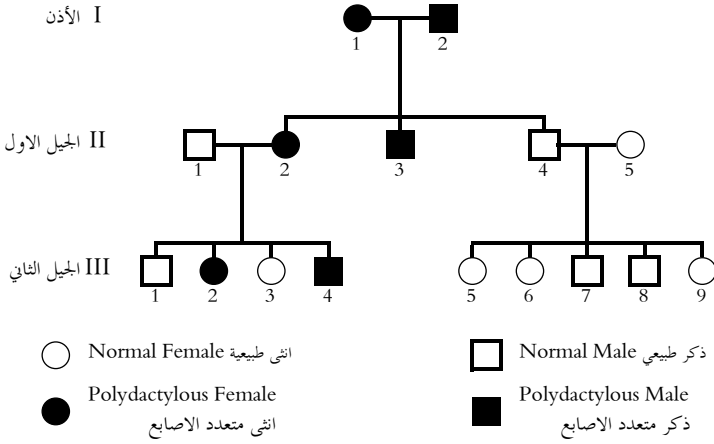 I الأذن
1 2
II الجيل الاول
1 2 3 4 5
III الجيل الثاني
1 2 3 4 5 6 7 8 9
Normal Female انثى طبيعية
Normal Male ذكر طبيعي
Polydactylous Female
انثى متعدد الاصابع
Polydactylous Male
ذكر متعدد الاصابع